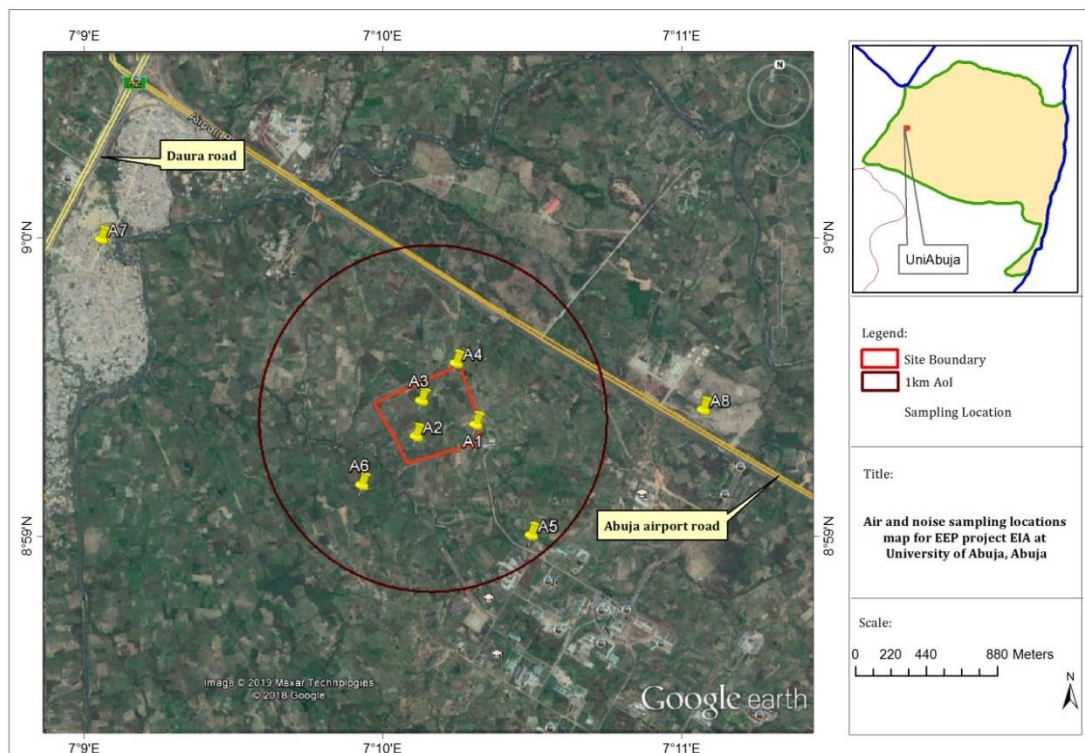 7°9'E
7°10'E
7°11'E
A2
Airport
Daura road
A7
9°0'N
9°0'N
A4
A3
A8
A2
A1
A6
A5
Abuja airport road
8°59'N
8°59'N
Image © 2019 Maxar Technologies
© 2018 Google
Google earth
7°9'E
7°10'E
7°11'E
N
UniAbuja
Legend:
Site Boundary
1km AoI
Sampling Location
Title:
Air and noise sampling locations
map for EEP project EIA at
University of Abuja, Abuja
Scale:
0 220 440 880 Meters
N